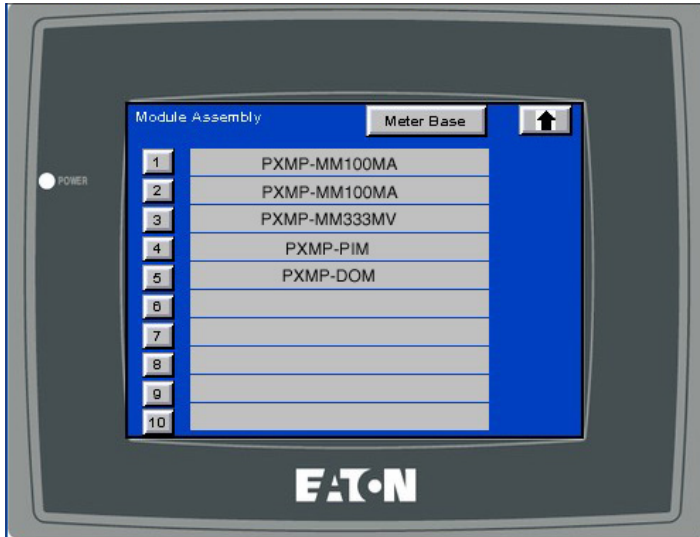 Module Assembly Meter Base
POWER
1 PXMP-MM100MA
2 PXMP-MM100MA
3 PXMP-MM333MV
4 PXMP-PIM
5 PXMP-DOM
6
7
8
9
10
EATON